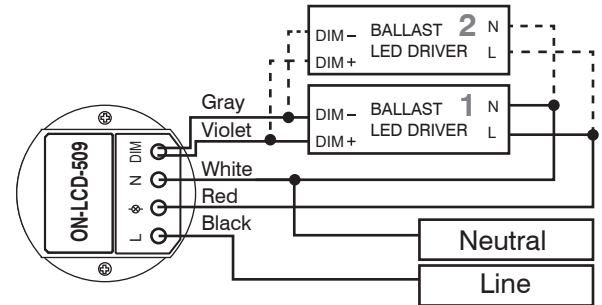 DIM – BALLAST 2 N
DIM + LED DRIVER L
DIM – BALLAST 1 N
DIM + LED DRIVER L
Gray
Violet
White
Red
Black
ON-LCD-509
DIM
N
L
Neutral
Line